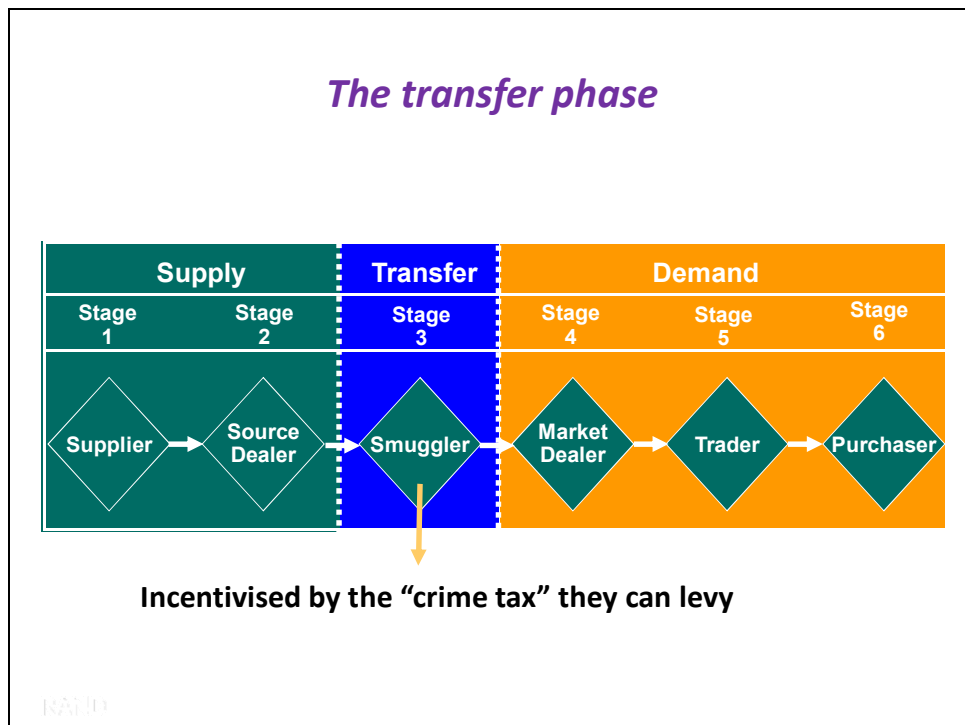 The transfer phase
Supply
Transfer
Demand
Stage
1
Stage
2
Stage
3
Stage
4
Stage
5
Stage
6
Supplier
Source
Dealer
Smuggler
Market
Dealer
Trader
Purchaser
Incentivised by the “crime tax” they can levy
RAND